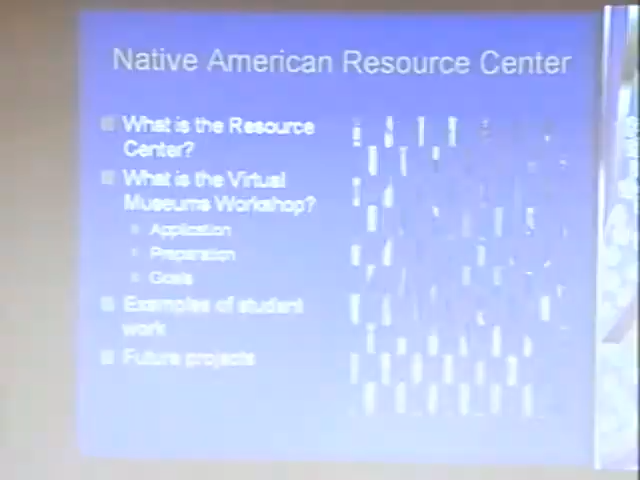 Native American Resource Center
What is the Resource
Center?
What is the Virtual
Museums Workshop?
Application
Preparation
Goals
Examples of student
work
Future projects